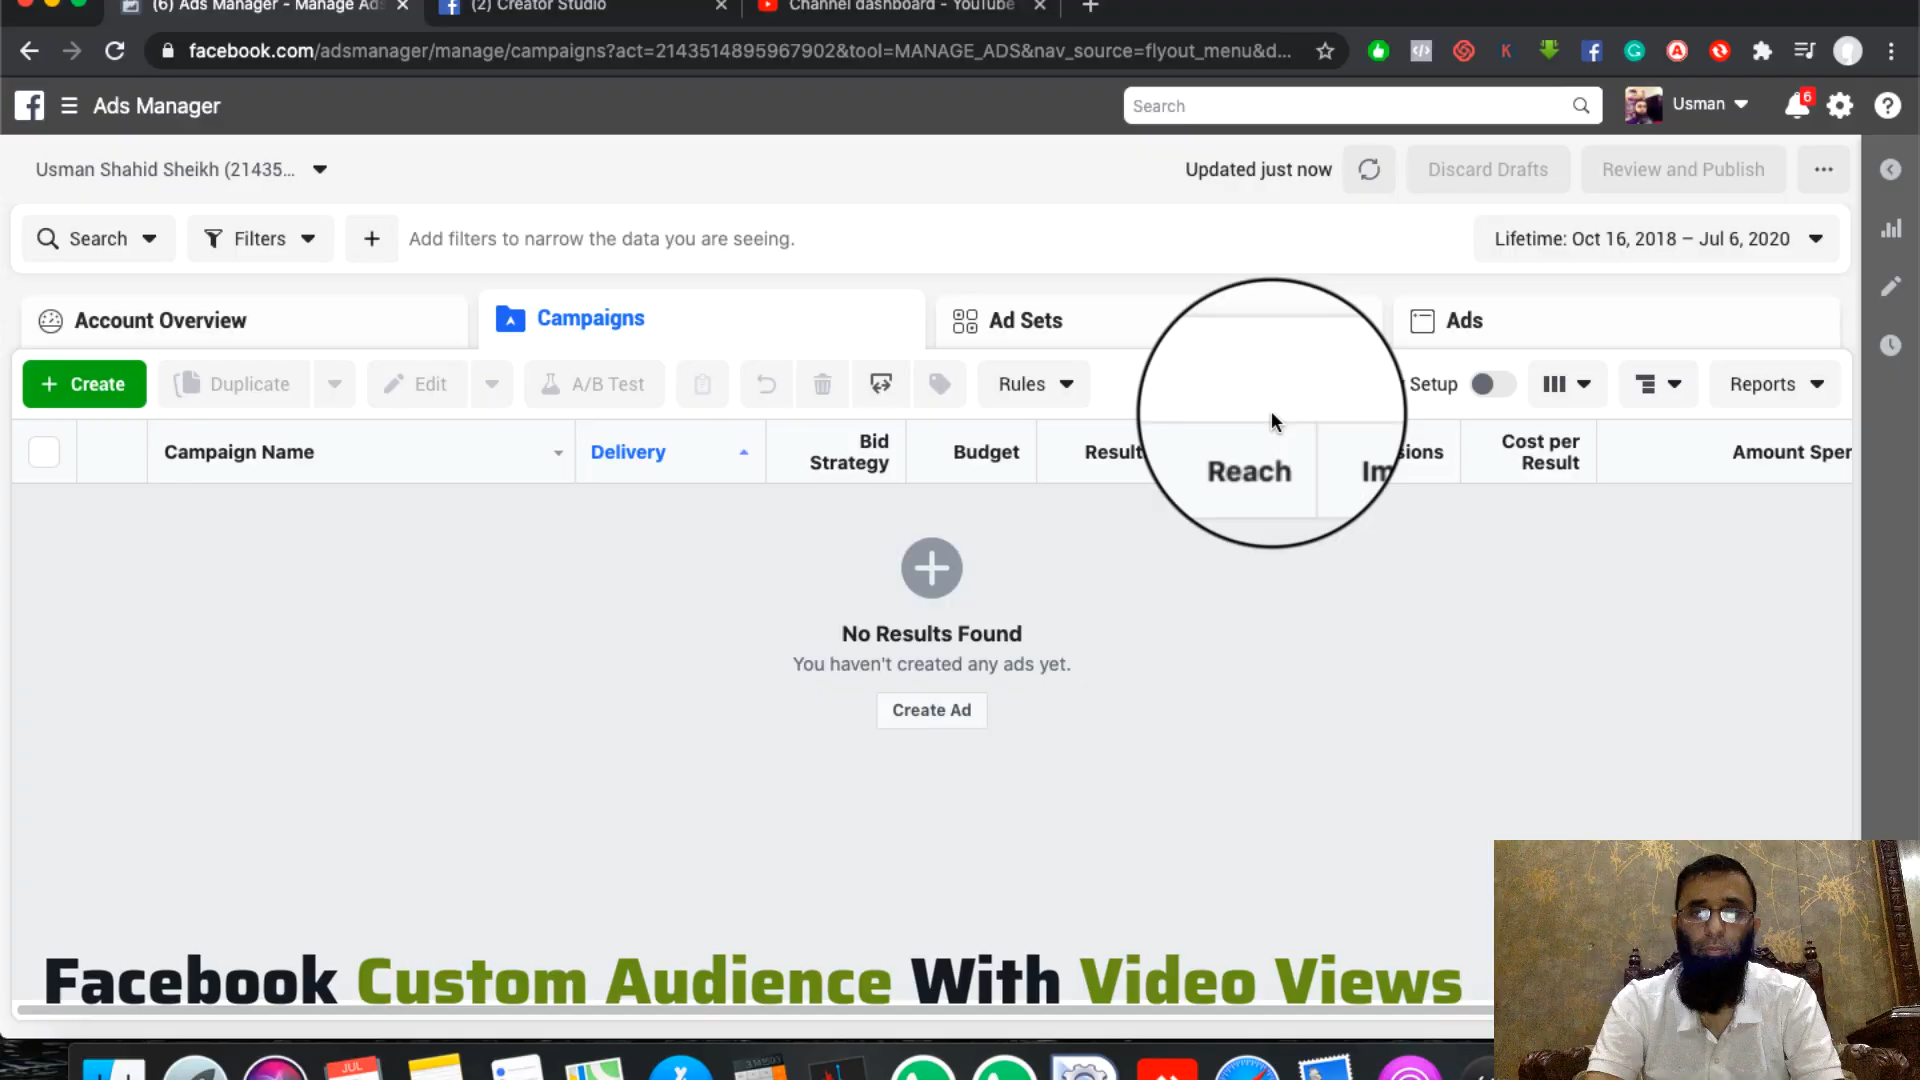 (6) Ads Manager - Manage Ads
(2) Creator Studio
Channel dashboard - YouTube
facebook.com/adsmanager/manage/campaigns?act=2143514895967902&tool=MANAGE_ADS&nav_source=flyout_menu&d...
Ads Manager
Search
Usman
6
Usman Shahid Sheikh (21435...
Updated just now
Discard Drafts
Review and Publish
Search
Filters
Add filters to narrow the data you are seeing.
Lifetime: Oct 16, 2018 – Jul 6, 2020
Account Overview
Campaigns
Ad Sets
Ads
Create
Duplicate
Edit
A/B Test
Rules
Setup
Reports
Campaign Name
Delivery
Bid Strategy
Budget
Result
Reach
Im
sions
Cost per Result
Amount Sper
No Results Found
You haven't created any ads yet.
Create Ad
Facebook Custom Audience With Video Views
JUL